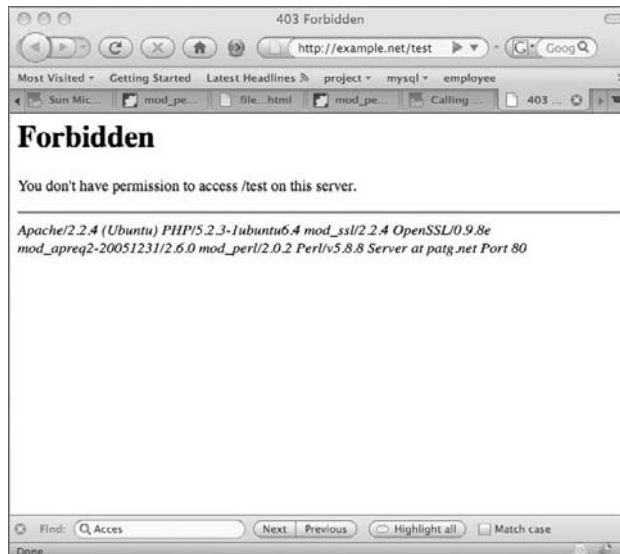 403 Forbidden
http://example.net/test
G
Goog
Most Visited
Getting Started
Latest Headlines
project
mysql
employee
Sun Mic...
mod_pe...
file...html
mod_pe...
Calling ...
403 ...
Forbidden
You don't have permission to access /test on this server.
Apache/2.2.4 (Ubuntu) PHP/5.2.3-1ubuntu6.4 mod_ssl/2.2.4 OpenSSL/0.9.8e
mod_apreq2-20051231/2.6.0 mod_perl/2.0.2 Perl/v5.8.8 Server at patg.net Port 80
Find: Acces Next Previous Highlight all Match case
Done